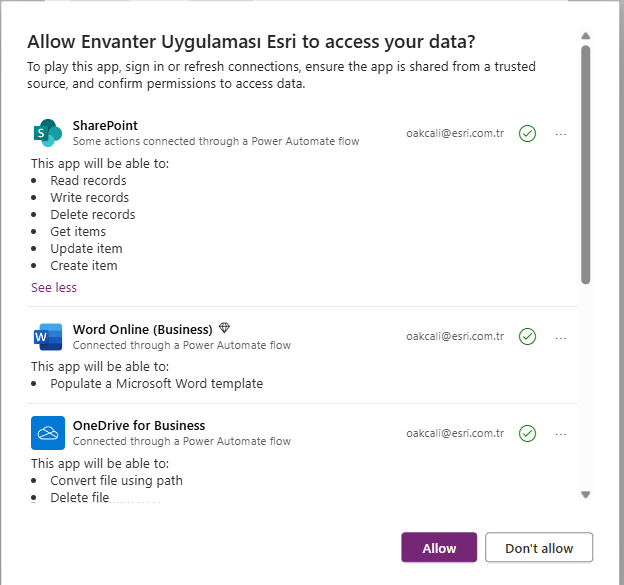 Allow Envanter Uygulaması Esri to access your data?
To play this app, sign in or refresh connections, ensure the app is shared from a trusted
source, and confirm permissions to access data.
S
SharePoint
Some actions connected through a Power Automate flow
oakcali@esri.com.tr
...
This app will be able to:
• Read records
• Write records
• Delete records
• Get items
• Update item
• Create item
See less
W
Word Online (Business)
Connected through a Power Automate flow
oakcali@esri.com.tr
...
This app will be able to:
• Populate a Microsoft Word template
OneDrive for Business
Connected through a Power Automate flow
oakcali@esri.com.tr
...
This app will be able to:
• Convert file using path
• Delete file
Allow
Don't allow